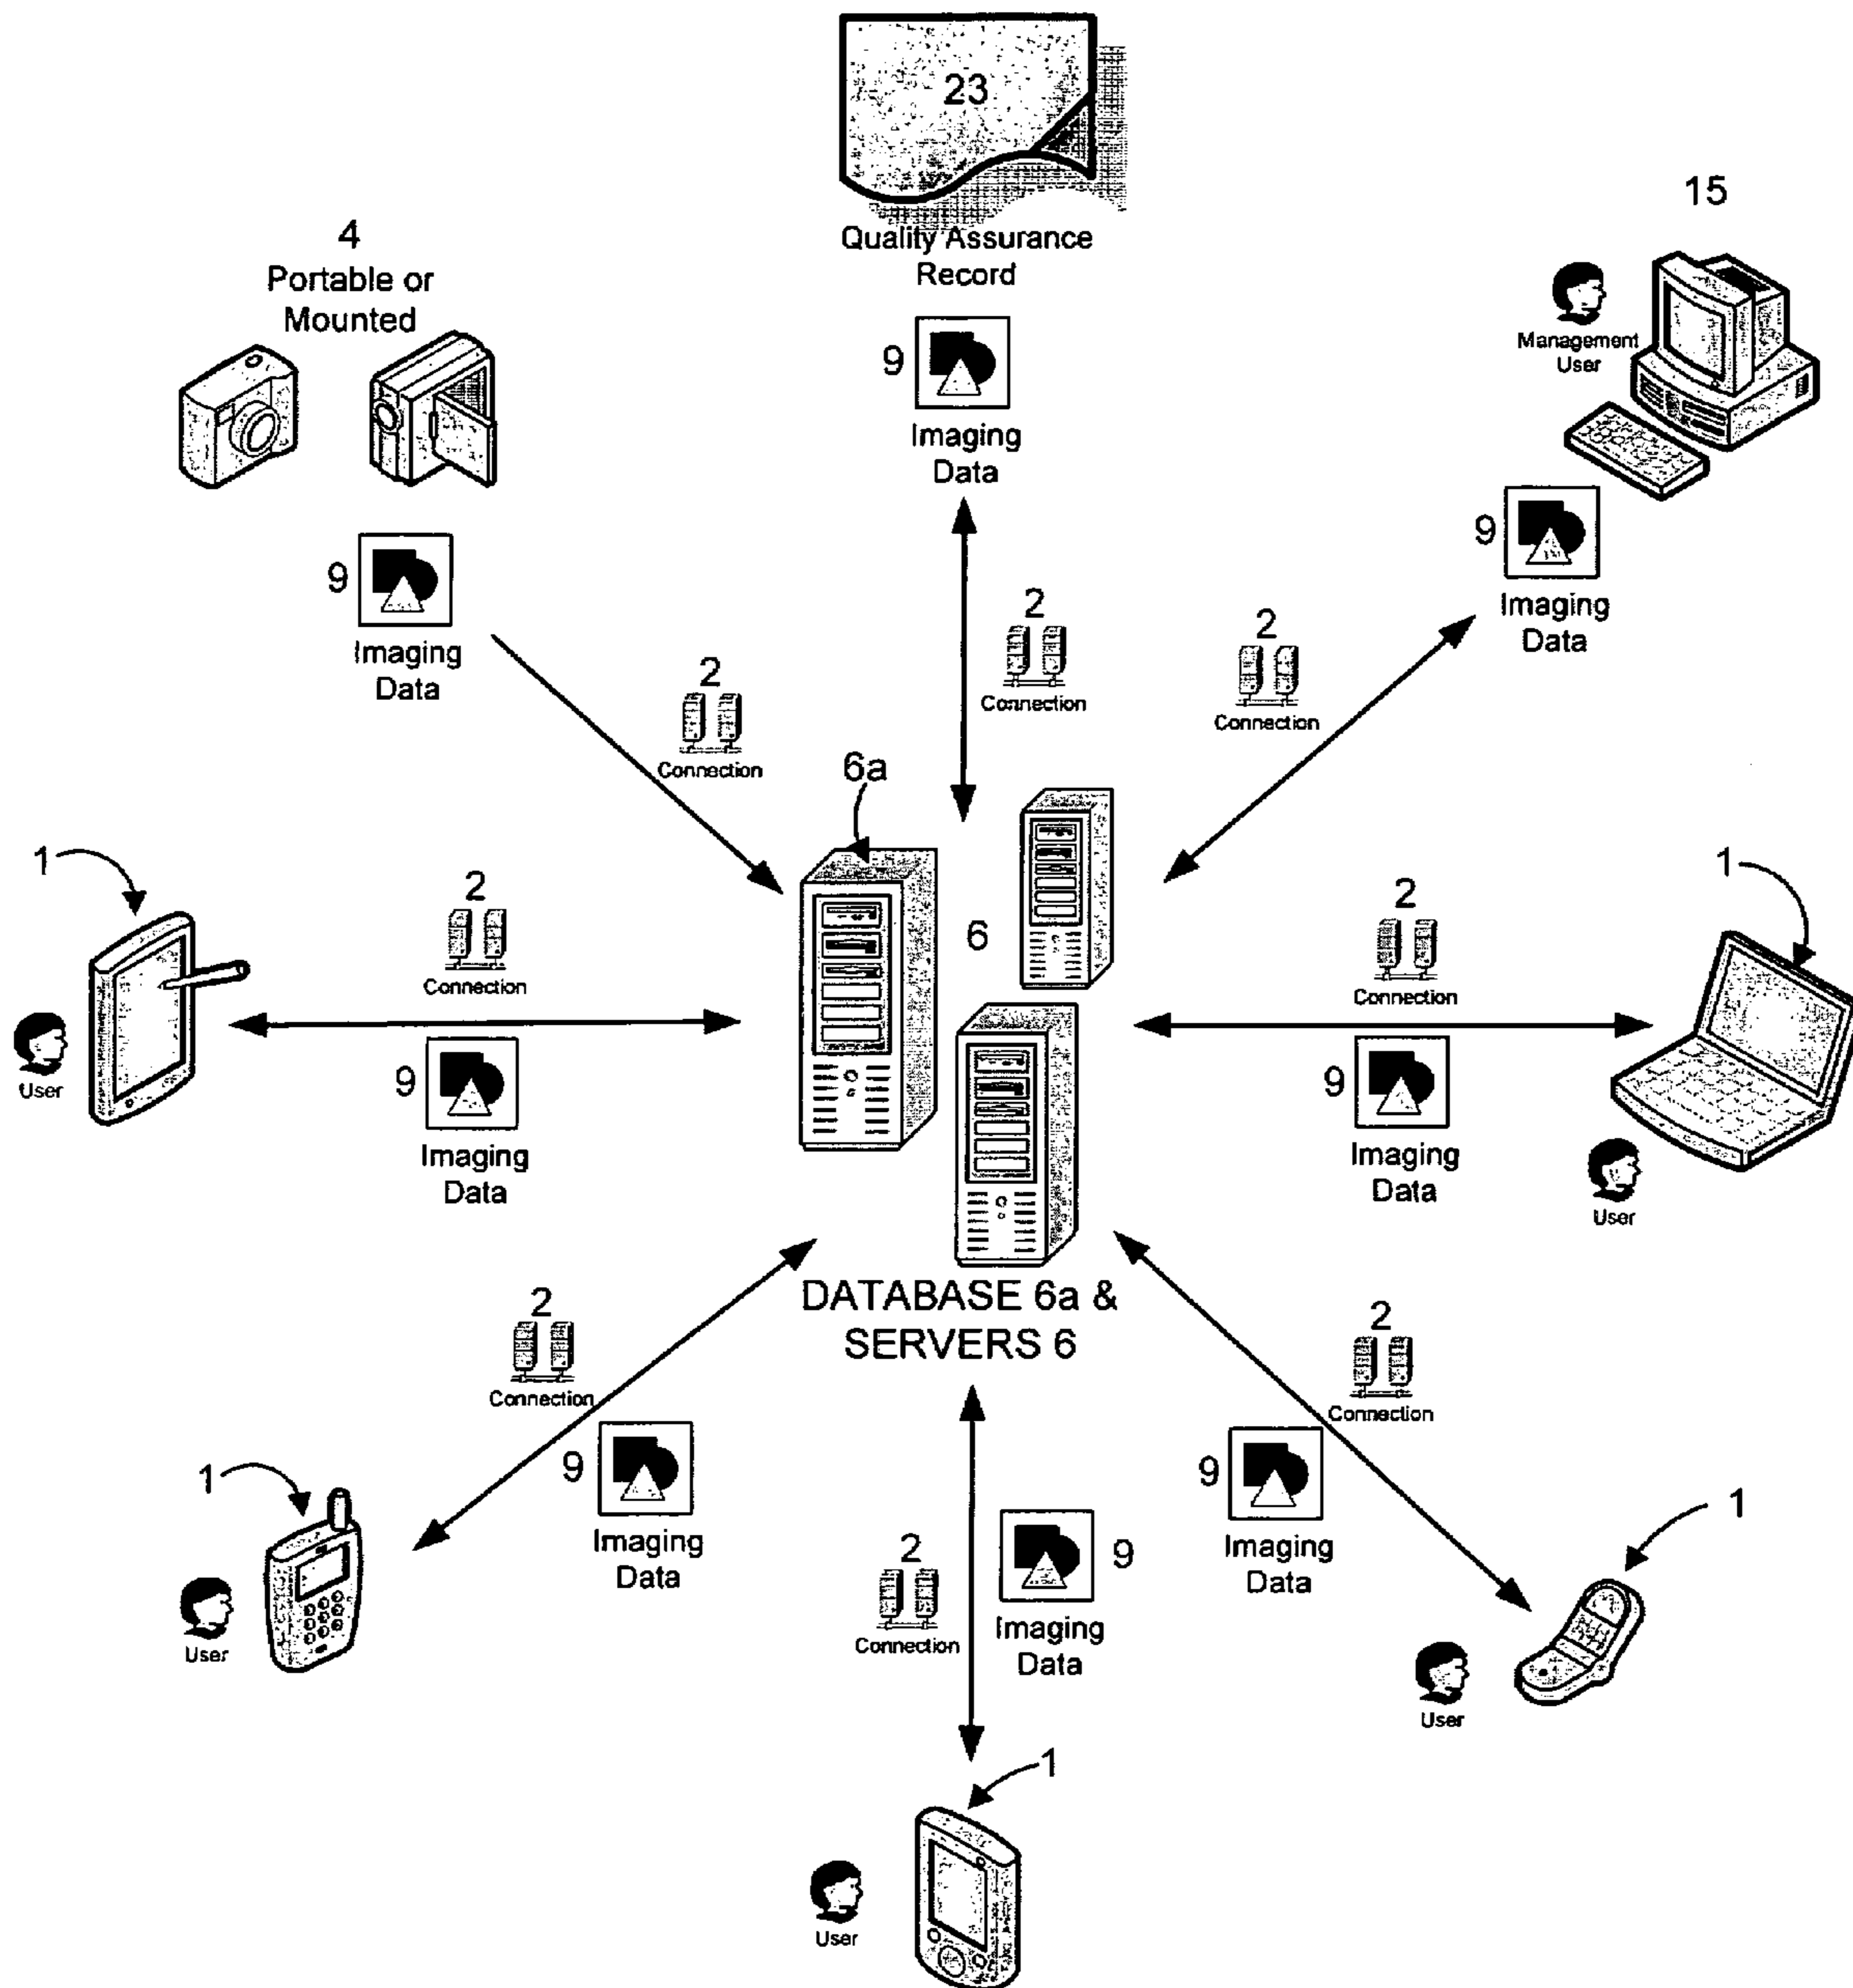 23
Quality Assurance
Record
9
Imaging
Data
4
Portable or
Mounted
9
Imaging
Data
15
Management
User
9
Imaging
Data
2
Connection
2
Connection
2
Connection
6a
6
DATABASE 6a &
SERVERS 6
1
User
2
Connection
9
Imaging
Data
2
Connection
9
Imaging
Data
1
User
2
Connection
9
Imaging
Data
1
User
2
Connection
9
Imaging
Data
1
User
2
Connection
9
Imaging
Data
1
User